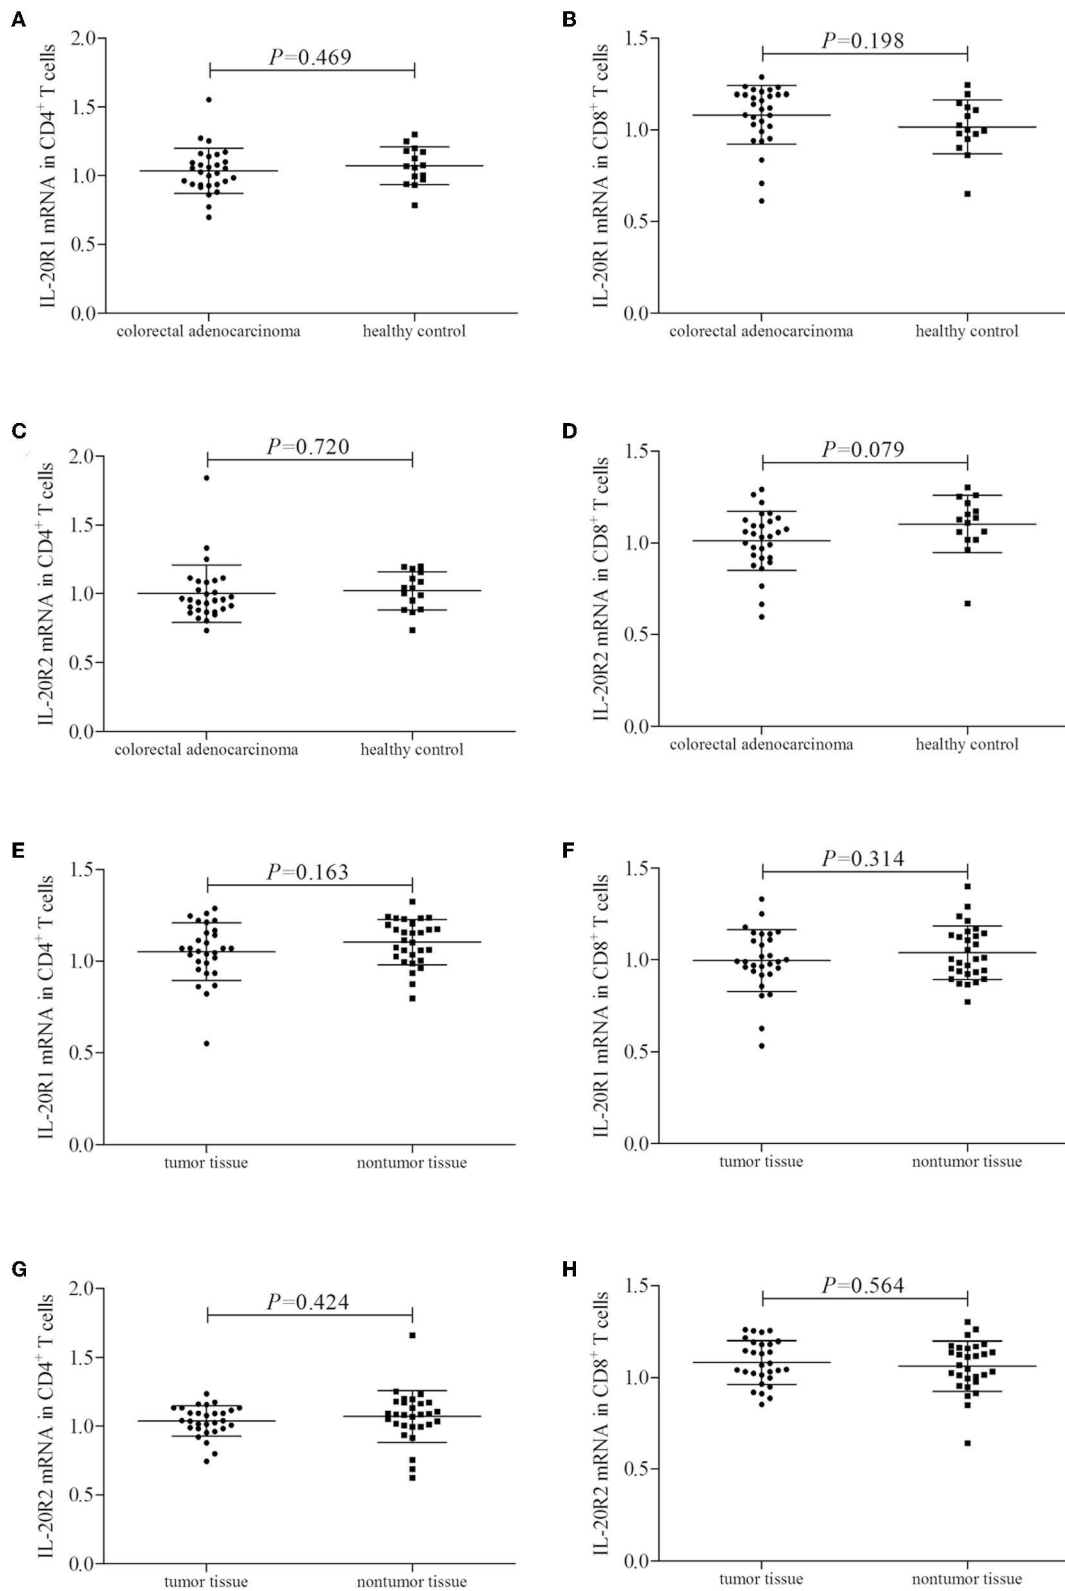 A
IL-20R1 mRNA in CD4+ T cells
2.0
1.5
1.0
0.5
0.0
P=0.469
colorectal adenocarcinoma
healthy control
B
IL-20R1 mRNA in CD8+ T cells
1.5
1.0
0.5
0.0
P=0.198
colorectal adenocarcinoma
healthy control
C
IL-20R2 mRNA in CD4+ T cells
2.0
1.5
1.0
0.5
0.0
P=0.720
colorectal adenocarcinoma
healthy control
D
IL-20R2 mRNA in CD8+ T cells
1.5
1.0
0.5
0.0
P=0.079
colorectal adenocarcinoma
healthy control
E
IL-20R1 mRNA in CD4+ T cells
1.5
1.0
0.5
0.0
P=0.163
tumor tissue
nontumor tissue
F
IL-20R1 mRNA in CD8+ T cells
1.5
1.0
0.5
0.0
P=0.314
tumor tissue
nontumor tissue
G
IL-20R2 mRNA in CD4+ T cells
2.0
1.5
1.0
0.5
0.0
P=0.424
tumor tissue
nontumor tissue
H
IL-20R2 mRNA in CD8+ T cells
1.5
1.0
0.5
0.0
P=0.564
tumor tissue
nontumor tissue